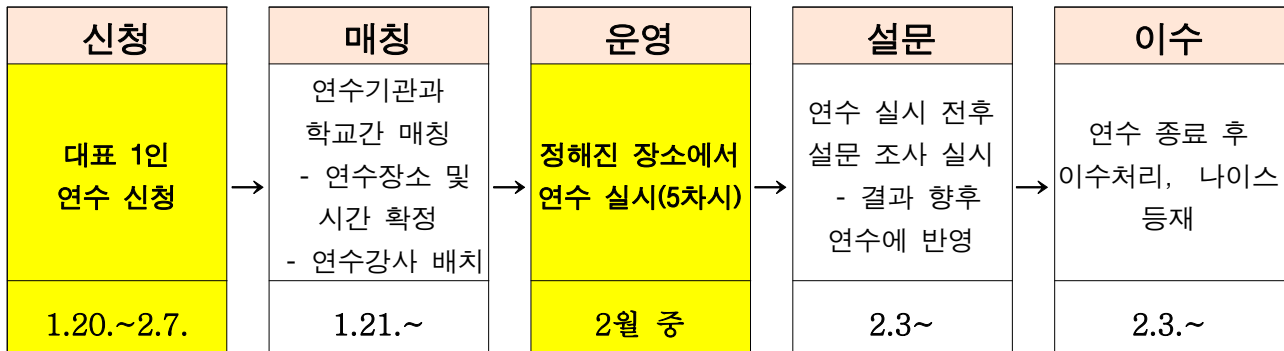 신청
대표 1인
연수 신청
1.20.~2.7.
→
매칭
연수기관과
학교간 매칭
- 연수장소 및
시간 확정
- 연수강사 배치
1.21.~
→
운영
정해진 장소에서
연수 실시(5차시)
2월 중
→
설문
연수 실시 전후
설문 조사 실시
- 결과 향후
연수에 반영
2.3~
→
이수
연수 종료 후
이수처리, 나이스
등재
2.3.~